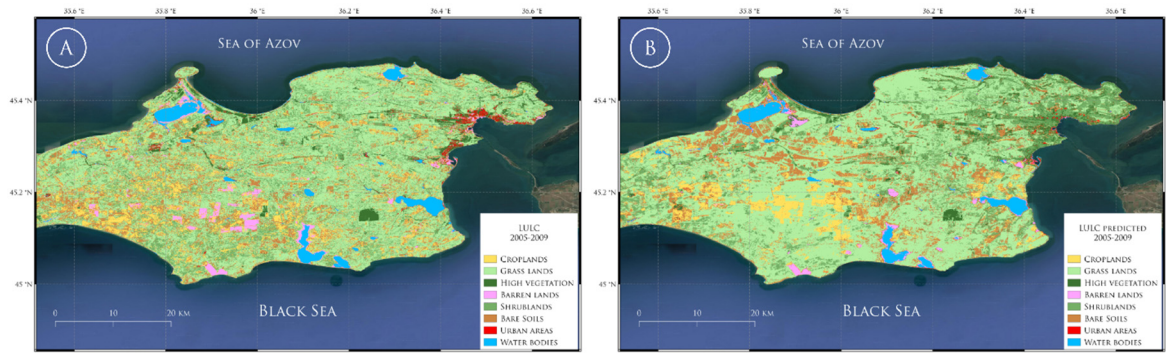 33.6 °E 35.8 °E 36 °E 36.2 °E 36.4 °E 36.6 °E
A
Sea of Azov
45.4 °N
45.2 °N
45 °N
Black Sea
0 10 20 km
LULC
2005-2009
Croplands
Grass lands
High vegetation
Barren lands
Shrublands
Bare Soils
Urban areas
Water bodies
35.6 °E 35.8 °E 36 °E 36.2 °E 36.4 °E 36.6 °E
B
Sea of Azov
45.4 °N
45.2 °N
45 °N
Black Sea
0 10 20 km
LULC predicted
2005-2009
Croplands
Grass lands
High vegetation
Barren lands
Shrublands
Bare Soils
Urban areas
Water bodies